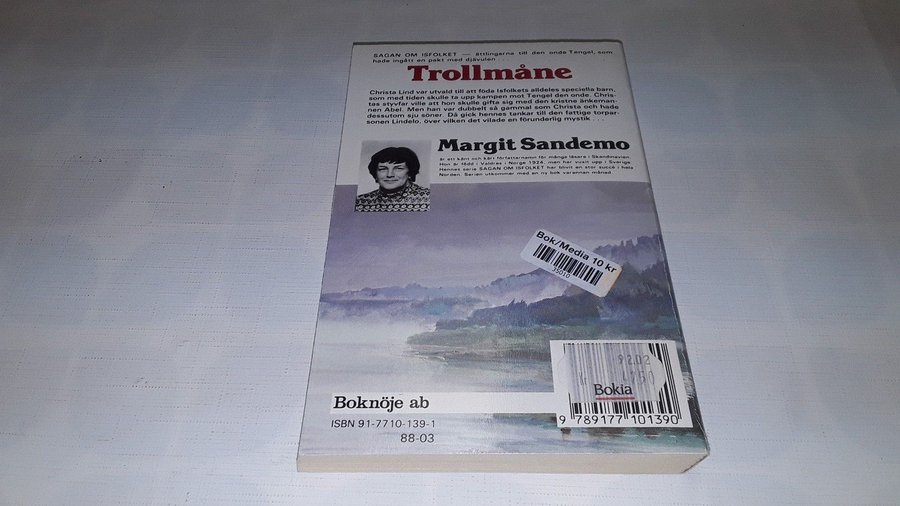 SAGAN OM ISFOLKET — ättlingarna till den onda Tengel, som
hade ingått en pakt med djävulen . . .
Trollmåne
Christa Lind var utvald till att föda Isfolkets alldeles speciella barn,
som med tiden skulle ta upp kampen mot Tengel den onde. Chris-
tas styvfar ville att hon skulle gifta sig med den kristne änkeman-
nen Abel. Men han var dubbelt så gammal som Christa och hade
dessutom sju söner. Då gick hennes tankar till den fattige torpar-
sonen Lindelo, över vilken det vilade en förunderlig mystik . . .
Margit Sandemo
är ett känt och kärt författarnamn för många läsare i Skandinavien.
Hon är född i Valdres i Norge 1924, men har vuxit upp i Sverige.
Hennes serie SAGAN OM ISFOLKET har blivit en stor succé i hela
Norden. Serien utkommer med en ny bok varannan månad.
Bok/Media 10 kr
35010
9202
Bokia
Boknöje ab
ISBN 91-7710-139-1
88-03
9 789177 101390